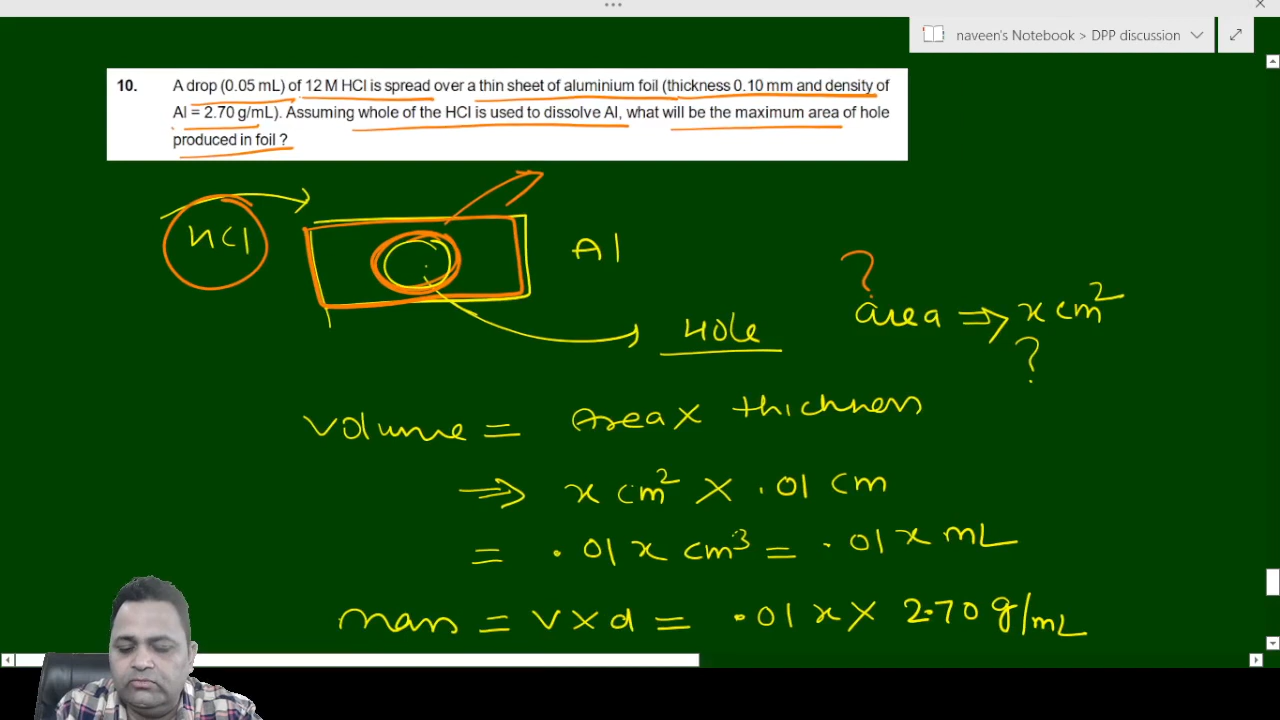 naveen's Notebook > DPP discussion
10. A drop (0.05 mL) of 12 M HCl is spread over a thin sheet of aluminium foil (thickness 0.10 mm and density of
Al = 2.70 g/mL). Assuming whole of the HCl is used to dissolve Al, what will be the maximum area of hole
produced in foil ?
HCl
Al
?
area ⇒ x cm²
?
Hole
volume = Area X thickness
⇒ x cm² X .01 cm
= .01 x cm³ = .01 x mL
mass = V X d = .01 x X 2.70 g/mL